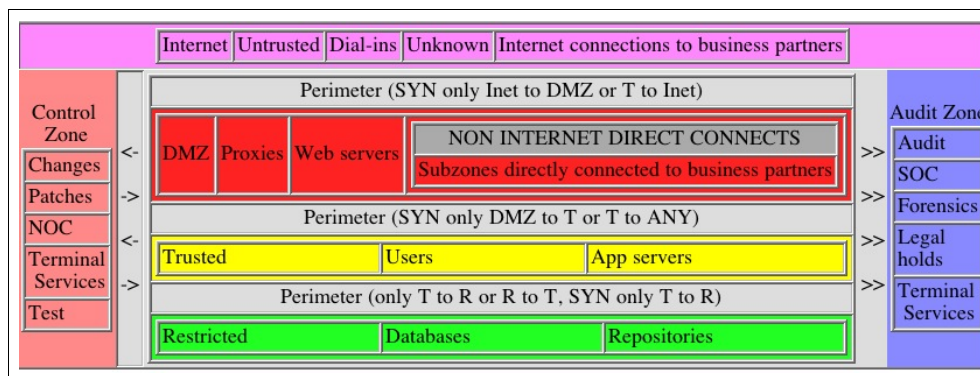 Internet Untrusted Dial-ins Unknown Internet connections to business partners
Control
Zone
Changes
Patches
NOC
Terminal
Services
Test
<-
->
<-
->
Perimeter (SYN only Inet to DMZ or T to Inet)
DMZ Proxies Web servers
NON INTERNET DIRECT CONNECTS
Subzones directly connected to business partners
Perimeter (SYN only DMZ to T or T to ANY)
Trusted Users App servers
Perimeter (only T to R or R to T, SYN only T to R)
Restricted Databases Repositories
>>
>>
>>
>>
Audit Zone
Audit
SOC
Forensics
Legal
holds
Terminal
Services